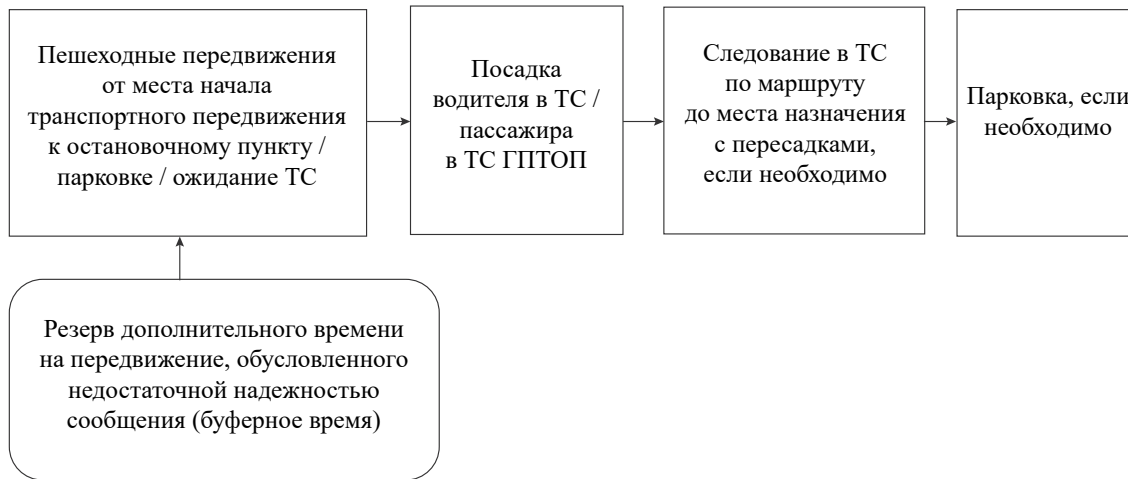 Пешеходные передвижения
от места начала
транспортного передвижения
к остановочному пункту /
парковке / ожидание ТС
Посадка
водителя в ТС /
пассажира
в ТС ГПТОП
Следование в ТС
по маршруту
до места назначения
с пересадками,
если необходимо
Парковка, если
необходимо
Резерв дополнительного времени
на передвижение, обусловленного
недостаточной надежностью
сообщения (буферное время)